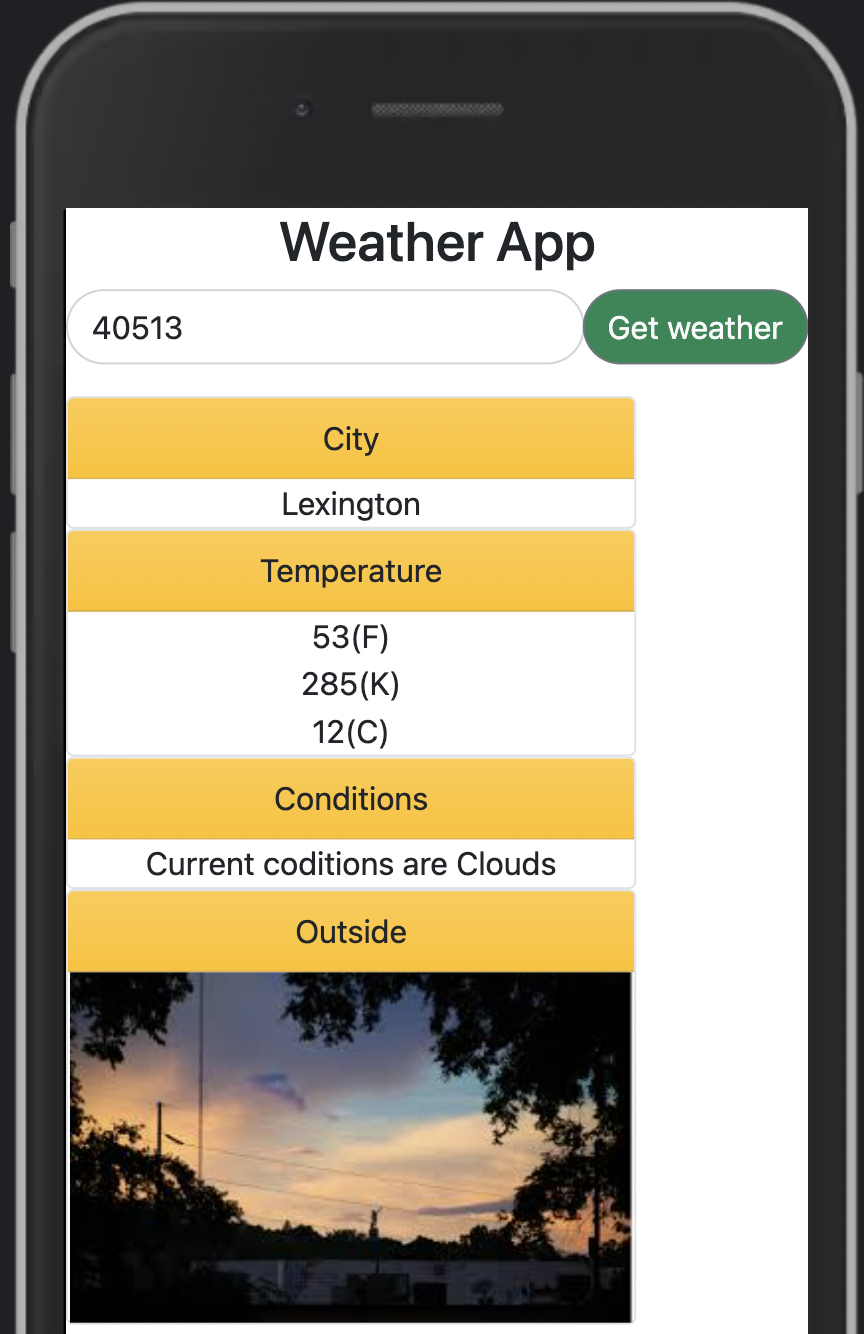 Weather App
40513
Get weather
City
Lexington
Temperature
53(F)
285(K)
12(C)
Conditions
Current coditions are Clouds
Outside